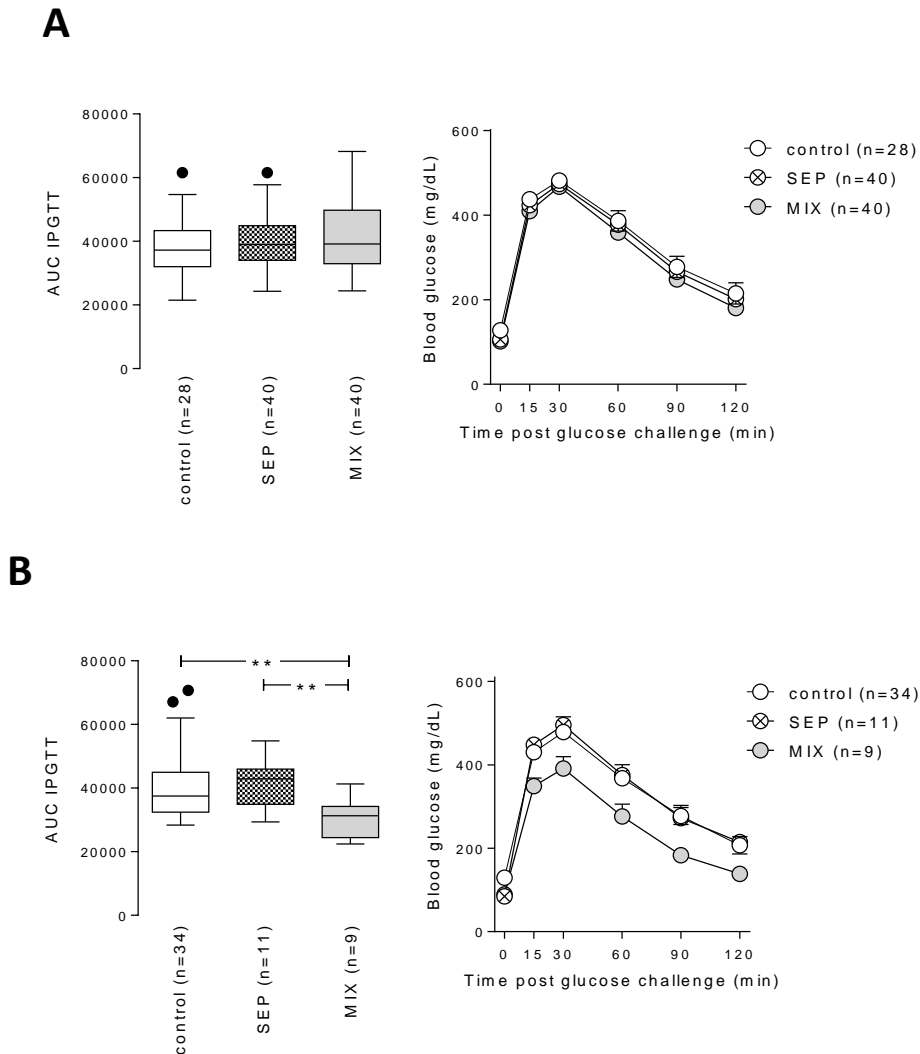 A
80000
60000
40000
20000
0
AUC IPGTT
control (n=28)
SEP (n=40)
MIX (n=40)
600
400
200
0
Blood glucose (mg/dL)
0 15 30 60 90 120
Time post glucose challenge (min)
control (n=28)
SEP (n=40)
MIX (n=40)
B
80000
60000
40000
20000
0
AUC IPGTT
**
**
control (n=34)
SEP (n=11)
MIX (n=9)
600
400
200
0
Blood glucose (mg/dL)
0 15 30 60 90 120
Time post glucose challenge (min)
control (n=34)
SEP (n=11)
MIX (n=9)